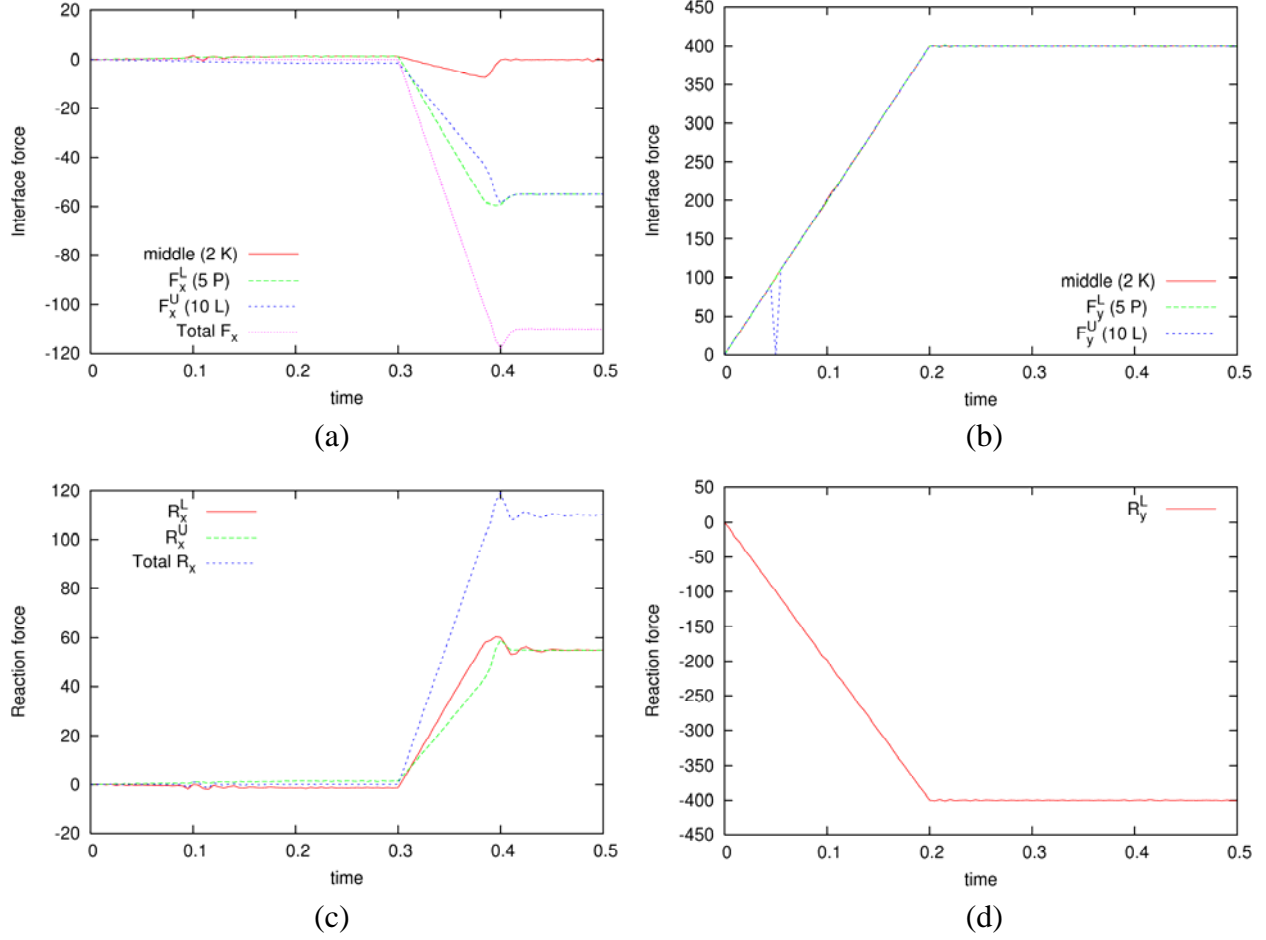 20
0
-20
-40
-60
-80
-100
-120
Interface force
middle (2 K)
F_x^L (5 P)
F_x^U (10 L)
Total F_x
0 0.1 0.2 0.3 0.4 0.5
time
(a)
450
400
350
300
250
200
150
100
50
0
Interface force
middle (2 K)
F_y^L (5 P)
F_y^U (10 L)
0 0.1 0.2 0.3 0.4 0.5
time
(b)
120
100
80
60
40
20
0
-20
Reaction force
R_x^L
R_x^U
Total R_x
0 0.1 0.2 0.3 0.4 0.5
time
(c)
50
0
-50
-100
-150
-200
-250
-300
-350
-400
-450
Reaction force
R_y^L
0 0.1 0.2 0.3 0.4 0.5
time
(d)